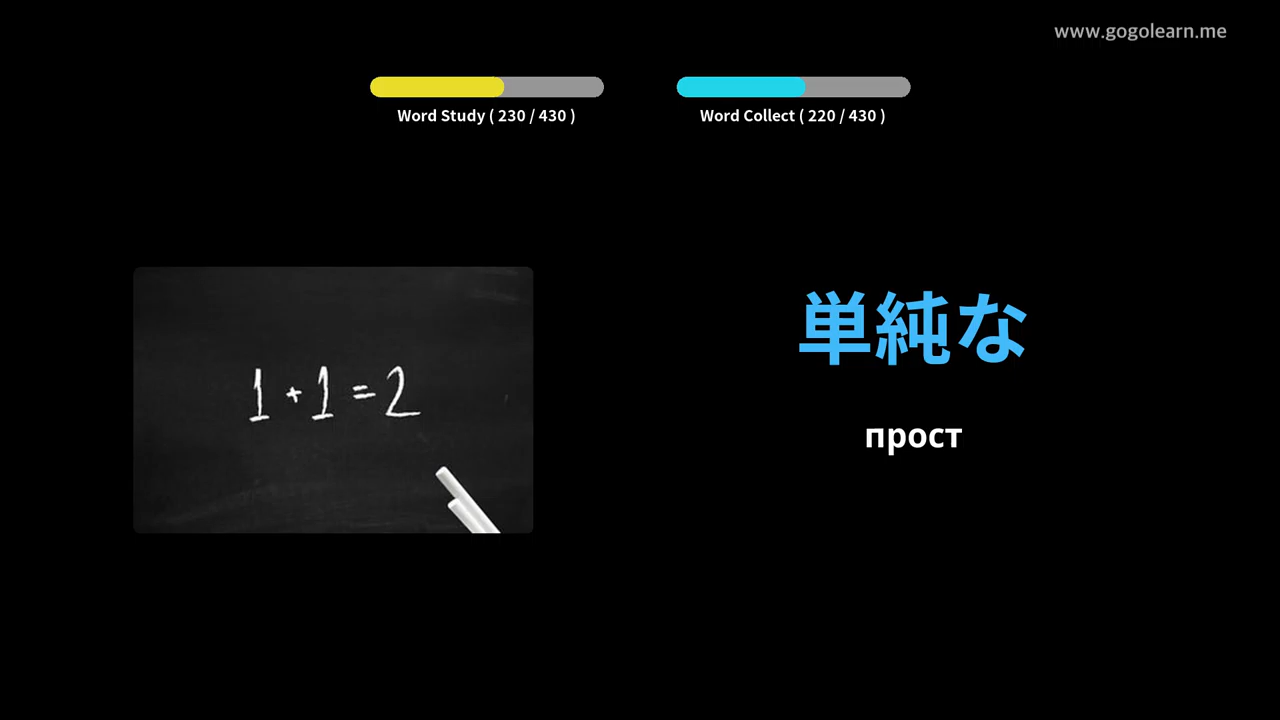 www.gogolearn.me
Word Study ( 230 / 430 )
Word Collect ( 220 / 430 )
1 + 1 = 2
単純な
прост